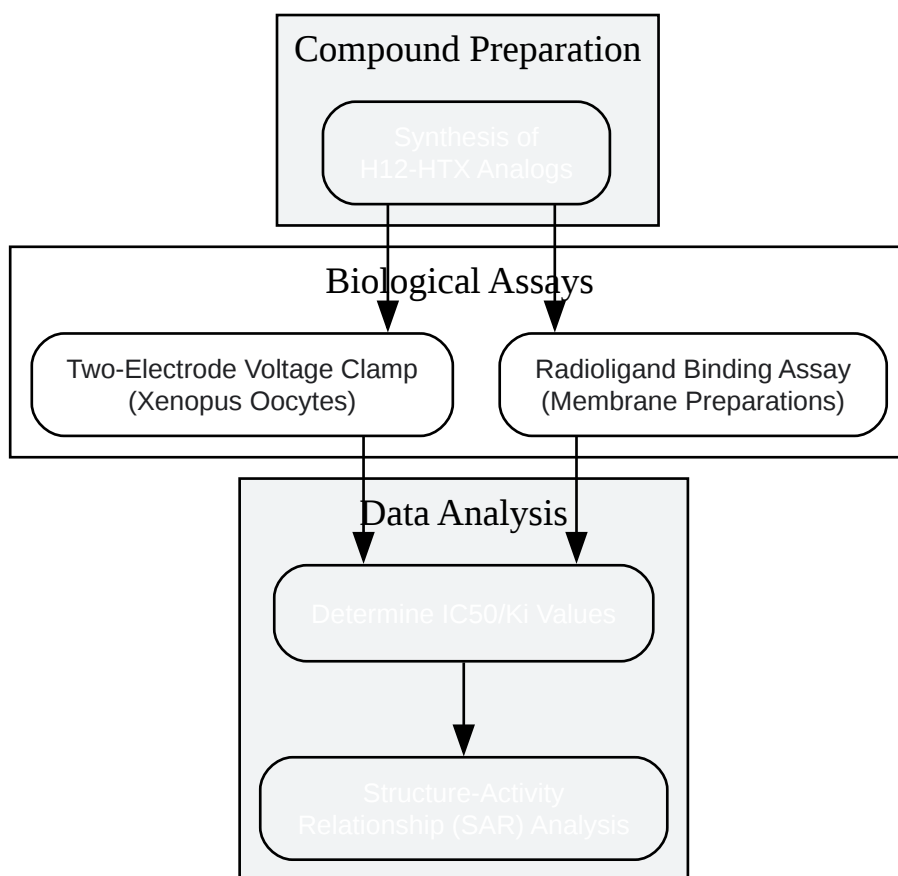 Compound Preparation
Synthesis of
H12-HTX Analogs
Biological Assays
Two-Electrode Voltage Clamp
(Xenopus Oocytes)
Radioligand Binding Assay
(Membrane Preparations)
Data Analysis
Determine IC50/Ki Values
Structure-Activity
Relationship (SAR) Analysis